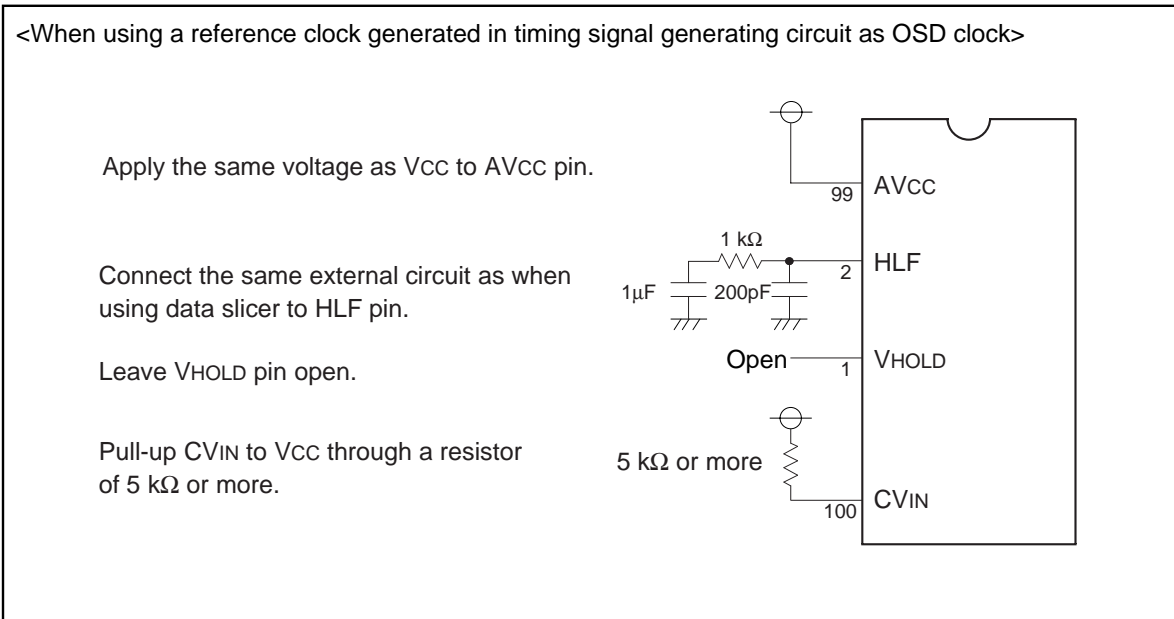 <When using a reference clock generated in timing signal generating circuit as OSD clock>
Apply the same voltage as VCC to AVCC pin.
99
AVCC
Connect the same external circuit as when
using data slicer to HLF pin.
1 kΩ
1μF
200pF
2
HLF
Leave VHOLD pin open.
Open
1
VHOLD
Pull-up CVIN to VCC through a resistor
of 5 kΩ or more.
5 kΩ or more
100
CVIN